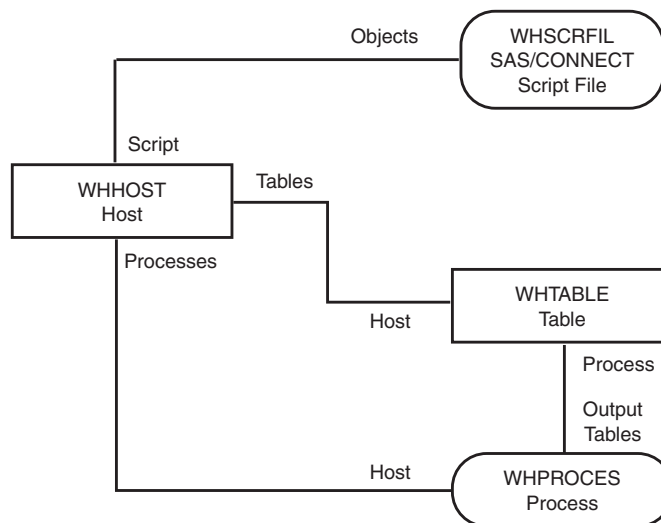 Objects
WHSCRFIL
SAS/CONNECT
Script File
Script
WHHOST
Host
Tables
Processes
Host
WHTABLE
Table
Process
Output
Tables
Host
WHPROCES
Process